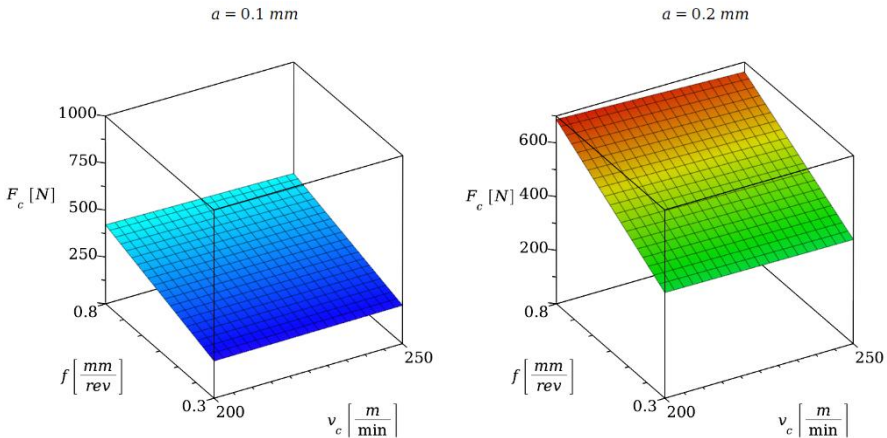 a = 0.1 mm
1000
750
F_c [N]
500
250
0.8
f [mm/rev]
0.3
200
v_c [m/min]
250
a = 0.2 mm
600
F_c [N]
400
200
0.8
f [mm/rev]
0.3
200
v_c [m/min]
250